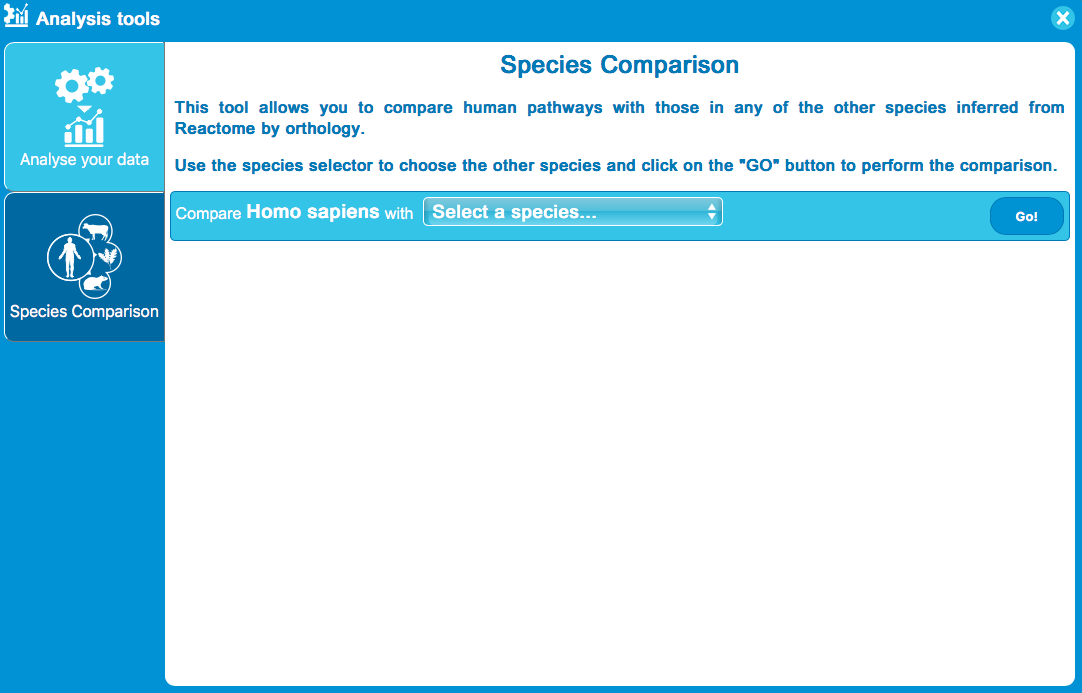 Analysis tools
Species Comparison
This tool allows you to compare human pathways with those in any of the other species inferred from
Reactome by orthology.
Use the species selector to choose the other species and click on the "GO" button to perform the comparison.
Analyse your data
Compare Homo sapiens with Select a species... Go!
Species Comparison